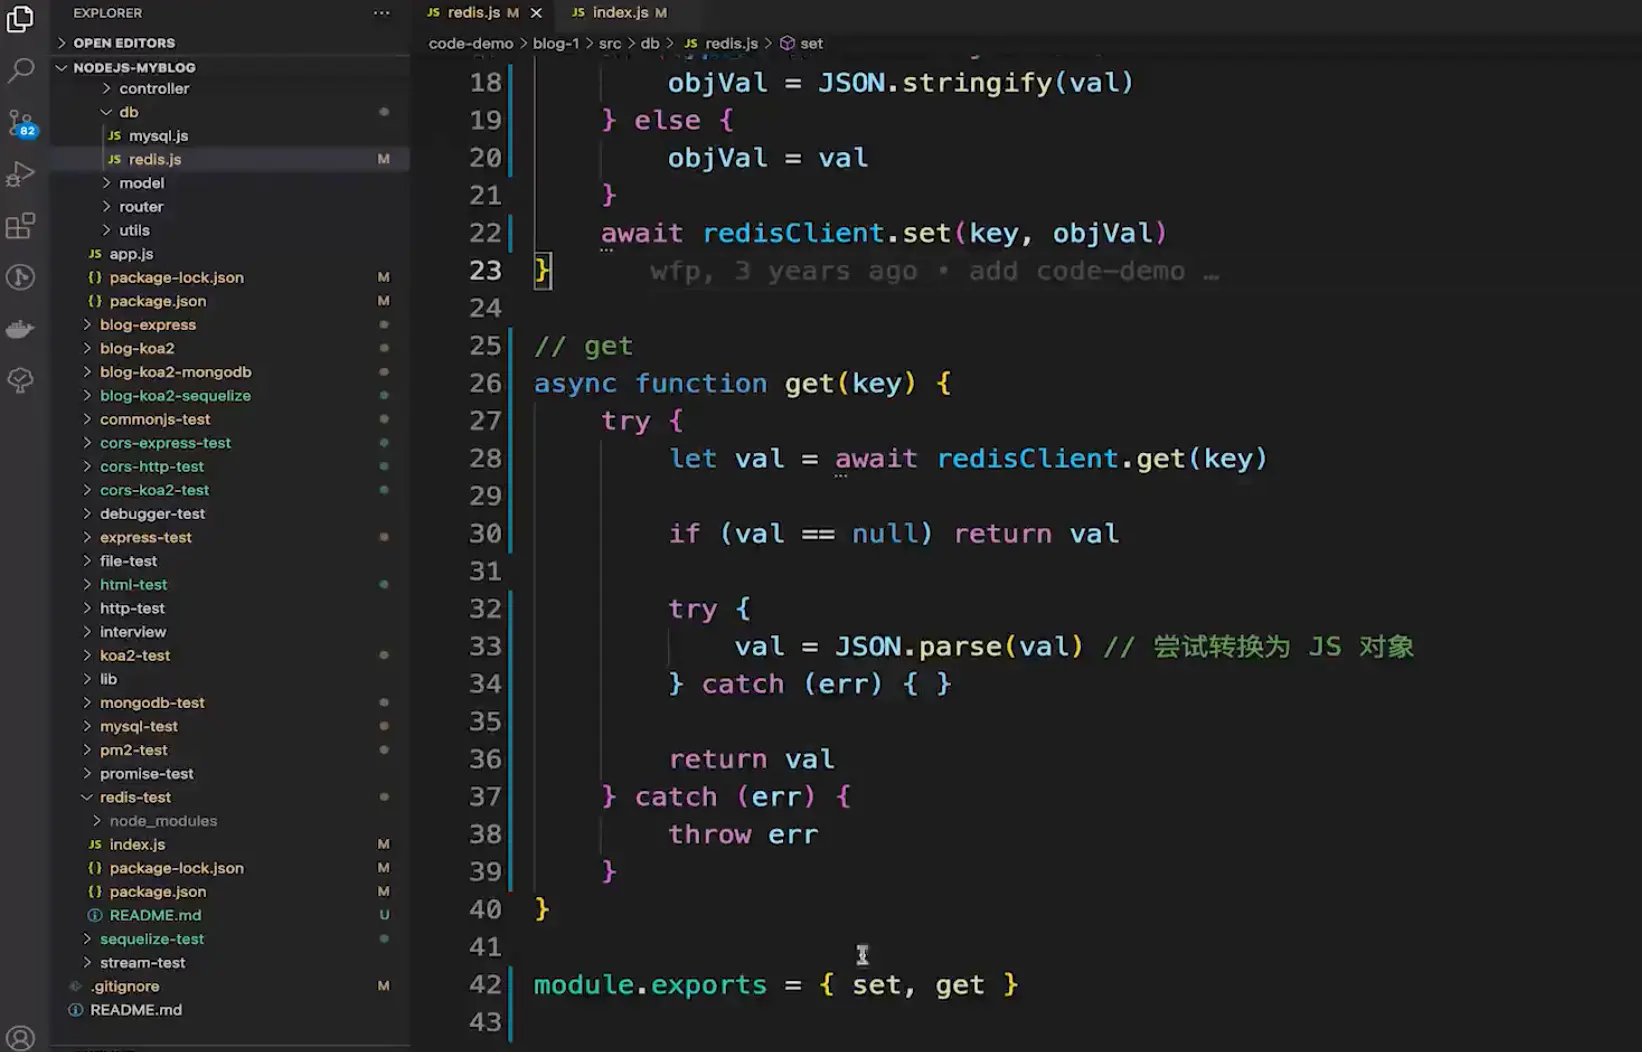 EXPLORER
OPEN EDITORS
NODEJS-MYBLOG
controller
db
JS mysql.js
JS redis.js M
model
router
utils
JS app.js
{} package-lock.json M
{} package.json M
blog-express
blog-koa2
blog-koa2-mongodb
blog-koa2-sequelize
commonjs-test
cors-express-test
cors-http-test
cors-koa2-test
debugger-test
express-test
file-test
html-test
http-test
interview
koa2-test
lib
mongodb-test
mysql-test
pm2-test
promise-test
redis-test
node_modules
JS index.js M
{} package-lock.json M
{} package.json M
README.md U
sequelize-test
stream-test
.gitignore M
README.md
82
JS redis.js M
JS index.js M
code-demo > blog-1 > src > db > JS redis.js > set
18 objVal = JSON.stringify(val)
19 } else {
20 objVal = val
21 }
22 await redisClient.set(key, objVal)
23 } wfp, 3 years ago • add code-demo …
24
25 // get
26 async function get(key) {
27 try {
28 let val = await redisClient.get(key)
29
30 if (val == null) return val
31
32 try {
33 val = JSON.parse(val) // 尝试转换为 JS 对象
34 } catch (err) { }
35
36 return val
37 } catch (err) {
38 throw err
39 }
40 }
41
42 module.exports = { set, get }
43